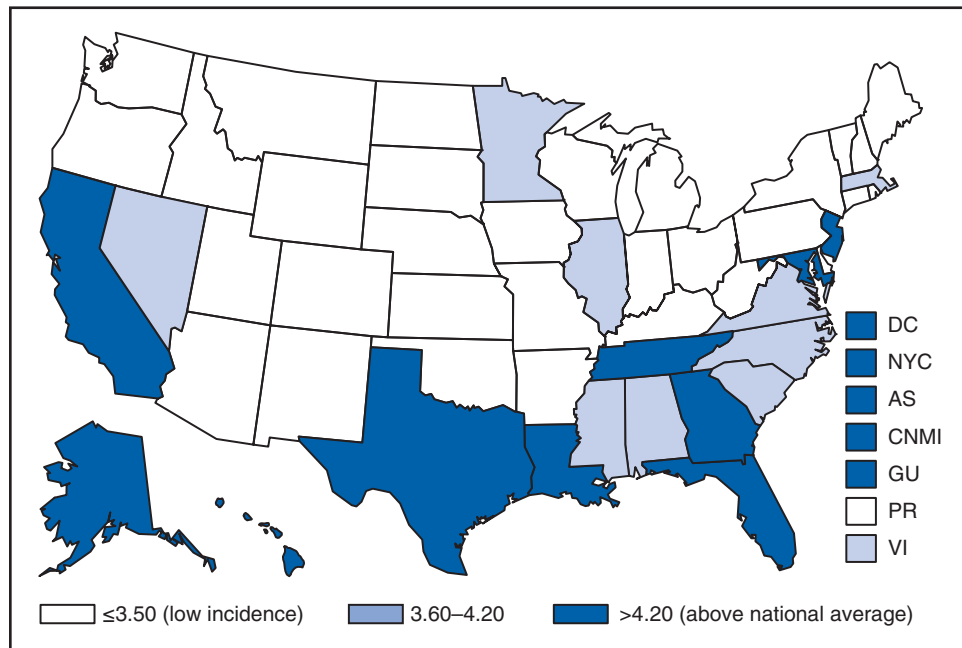 DC
NYC
AS
CNMI
GU
PR
VI
≤3.50 (low incidence) 3.60–4.20 >4.20 (above national average)